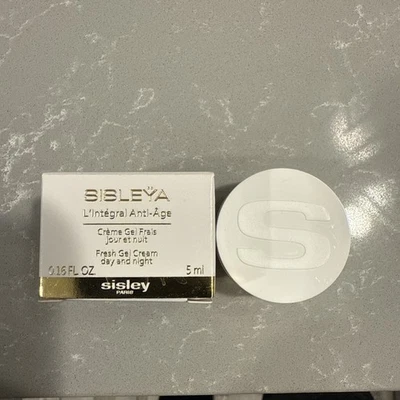 SISLEŸA
L'Intégral Anti-Âge
Crème Gel Frais
jour et nuit
Fresh Gel Cream
day and night
0.16 FL. OZ. 5 ml
sisley
PARIS
S